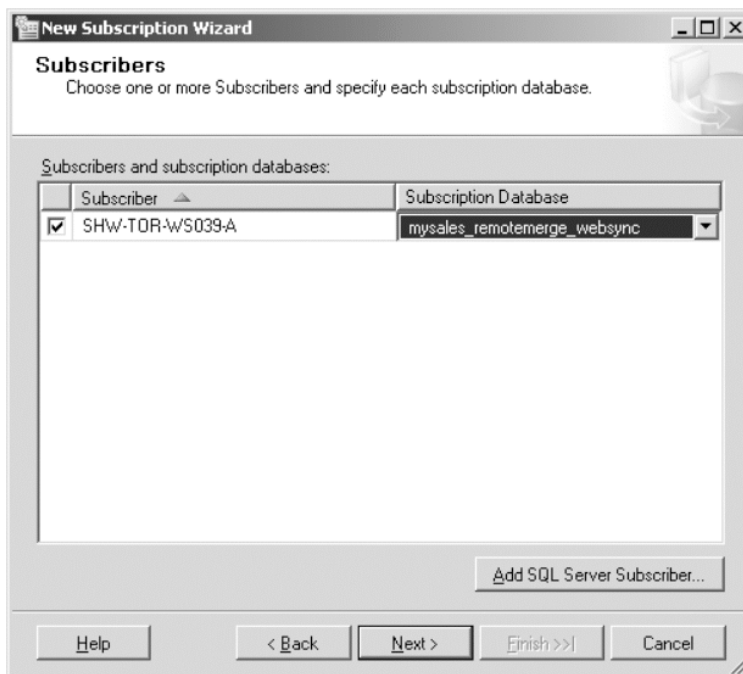 New Subscription Wizard
Subscribers
Choose one or more Subscribers and specify each subscription database.
Subscribers and subscription databases:
Subscriber Subscription Database
SHW-TOR-WS039-A mysales_remotemerge_websync
Add SQL Server Subscriber...
Help < Back Next > Finish >>| Cancel